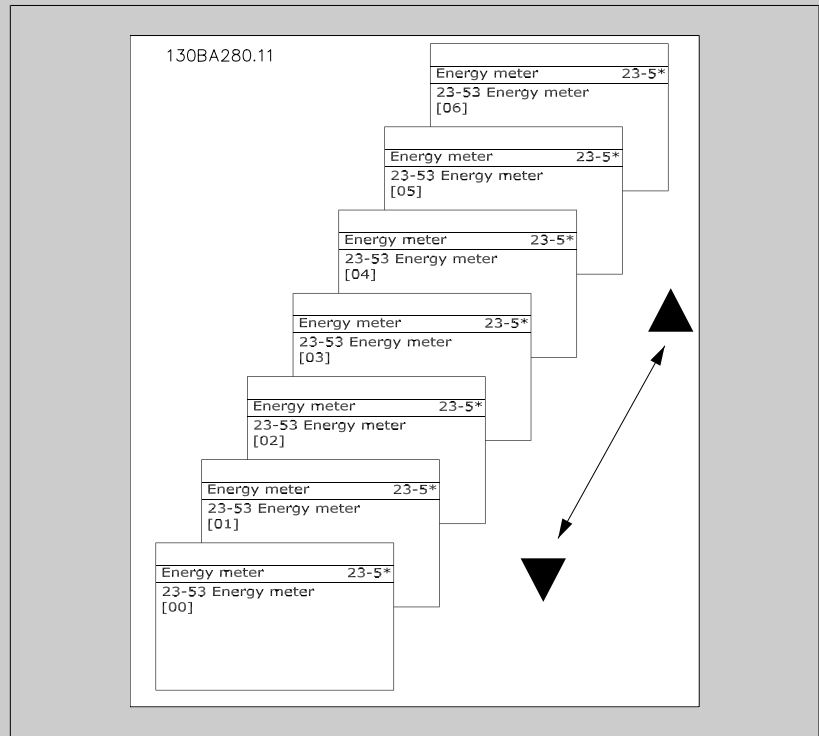 130BA280.11
Energy meter 23-5*
23-53 Energy meter
[06]
Energy meter 23-5*
23-53 Energy meter
[05]
Energy meter 23-5*
23-53 Energy meter
[04]
Energy meter 23-5*
23-53 Energy meter
[03]
Energy meter 23-5*
23-53 Energy meter
[02]
Energy meter 23-5*
23-53 Energy meter
[01]
Energy meter 23-5*
23-53 Energy meter
[00]